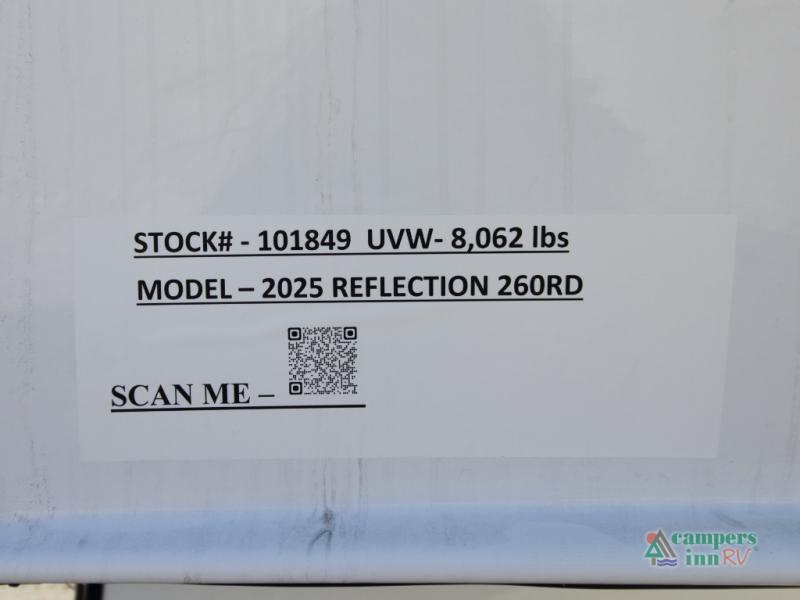 STOCK# - 101849 UVW- 8,062 lbs
MODEL – 2025 REFLECTION 260RD
SCAN ME –
campers
inn RV